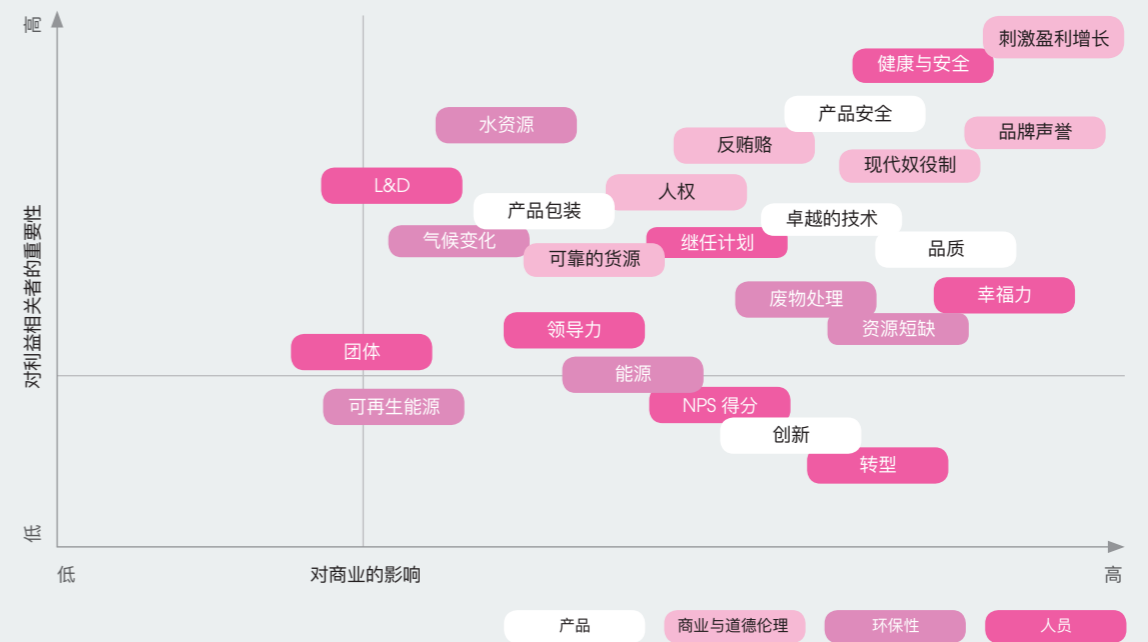 高
刺激盈利增长
健康与安全
产品安全
水资源
品牌声誉
反贿赂
现代奴役制
L&D
人权
产品包装
卓越的技术
气候变化
继任计划
品质
可靠的货源
对利益相关者的重要性
幸福力
废物处理
资源短缺
领导力
团体
能源
NPS 得分
可再生能源
创新
转型
低
低
对商业的影响
高
产品
商业与道德伦理
环保性
人员